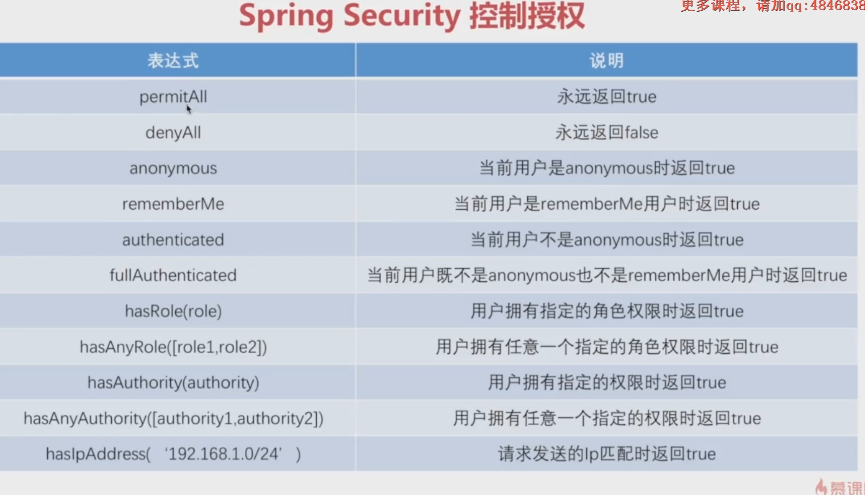 Spring Security 控制授权
更多课程，请加qq:4846838
表达式 说明
permitAll 永远返回true
denyAll 永远返回false
anonymous 当前用户是anonymous时返回true
rememberMe 当前用户是rememberMe用户时返回true
authenticated 当前用户不是anonymous时返回true
fullAuthenticated 当前用户既不是anonymous也不是rememberMe用户时返回true
hasRole(role) 用户拥有指定的角色权限时返回true
hasAnyRole([role1,role2]) 用户拥有任意一个指定的角色权限时返回true
hasAuthority(authority) 用户拥有指定的权限时返回true
hasAnyAuthority([authority1,authority2]) 用户拥有任意一个指定的权限时返回true
hasIpAddress( ‘192.168.1.0/24’ ) 请求发送的Ip匹配时返回true
慕课